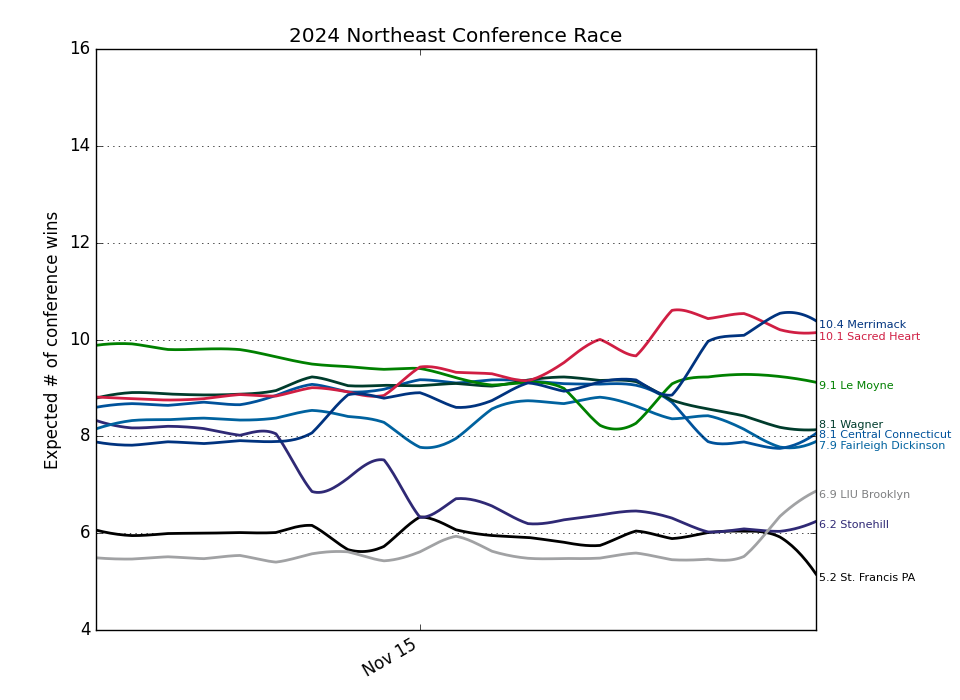 2024 Northeast Conference Race
Expected # of conference wins
16
14
12
10
8
6
4
Nov 15
10.4 Merrimack
10.1 Sacred Heart
9.1 Le Moyne
8.1 Wagner
8.1 Central Connecticut
7.9 Fairleigh Dickinson
6.9 LIU Brooklyn
6.2 Stonehill
5.2 St. Francis PA